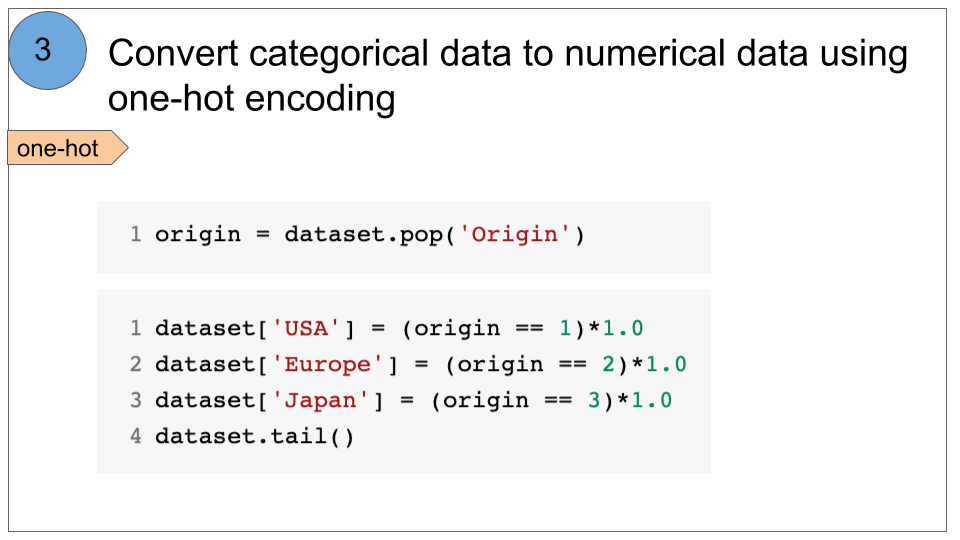 3
Convert categorical data to numerical data using
one-hot encoding
one-hot
1 origin = dataset.pop('Origin')
1 dataset['USA'] = (origin == 1)*1.0
2 dataset['Europe'] = (origin == 2)*1.0
3 dataset['Japan'] = (origin == 3)*1.0
4 dataset.tail()